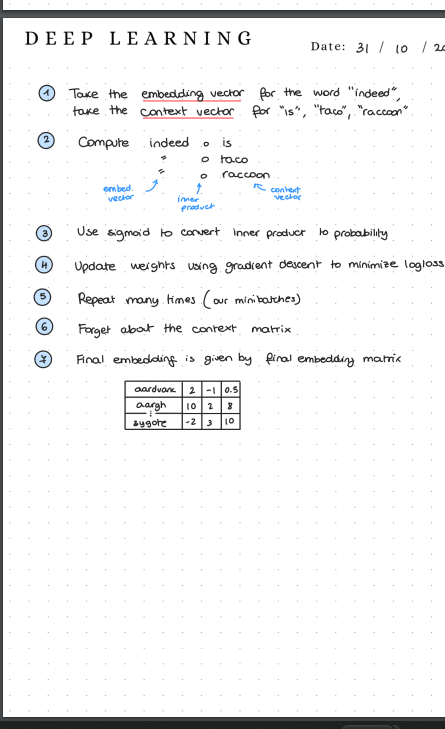 DEEP LEARNING
Date: 31 / 10 / 20
1 Take the embedding vector for the word "indeed",
take the context vector for "is", "taco", "raccoon"
2 Compute indeed o is
" o taco
" o raccoon
embed. vector inner product context vector
3 Use sigmoid to convert inner product to probability
4 Update weights using gradient descent to minimize logloss
5 Repeat many times (our minibatches)
6 Forget about the context matrix
7 Final embedding is given by final embedding matrix
aardvark 2 -1 0.5
aargh 10 2 8
⋮
zygote -2 3 10